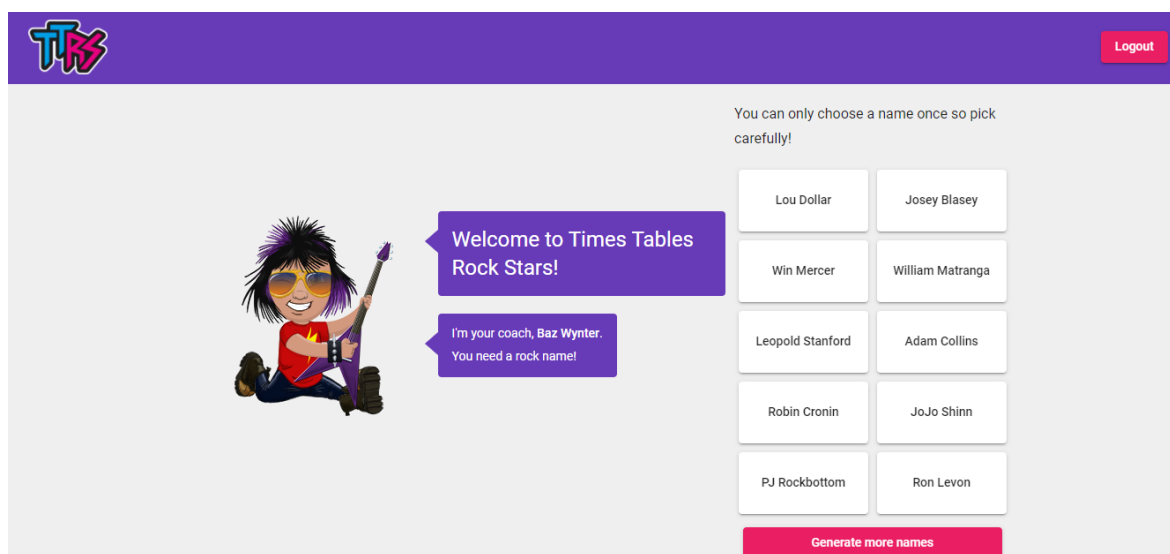 TTRS
Logout
You can only choose a name once so pick
carefully!
Welcome to Times Tables
Rock Stars!
I'm your coach, Baz Wynter.
You need a rock name!
Lou Dollar
Josey Blasey
Win Mercer
William Matranga
Leopold Stanford
Adam Collins
Robin Cronin
JoJo Shinn
PJ Rockbottom
Ron Levon
Generate more names